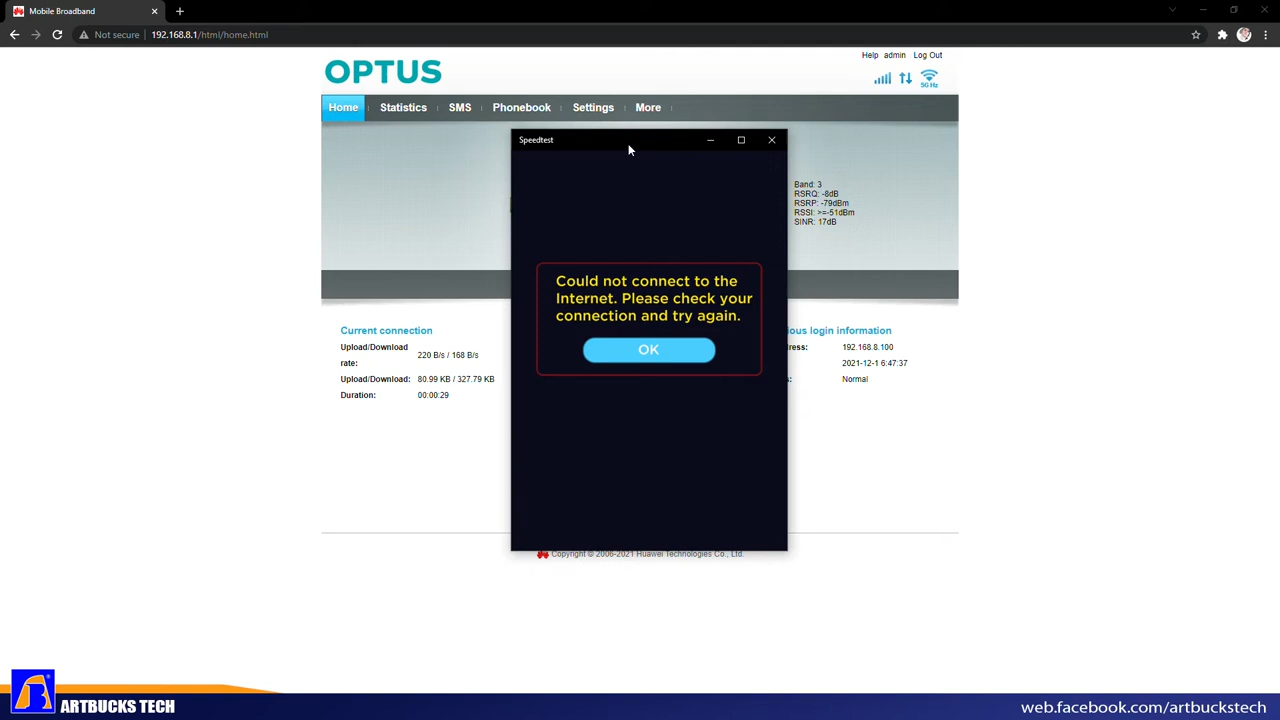 Mobile Broadband
Not secure
192.168.8.1/html/home.html
Help admin Log Out
OPTUS
5G Hz
Home Statistics SMS Phonebook Settings More
Speedtest
Band: 3
RSRQ: -8dB
RSRP: -79dBm
RSSI: >=-51dBm
SINR: 17dB
Could not connect to the
Internet. Please check your
connection and try again.
OK
Current connection
Upload/Download
rate:
220 B/s / 168 B/s
Upload/Download: 80.99 KB / 327.79 KB
Duration: 00:00:29
ious login information
ress: 192.168.8.100
2021-12-1 6:47:37
s: Normal
Copyright © 2006-2021 Huawei Technologies Co., Ltd.
ARTBUCKS TECH
web.facebook.com/artbuckstech